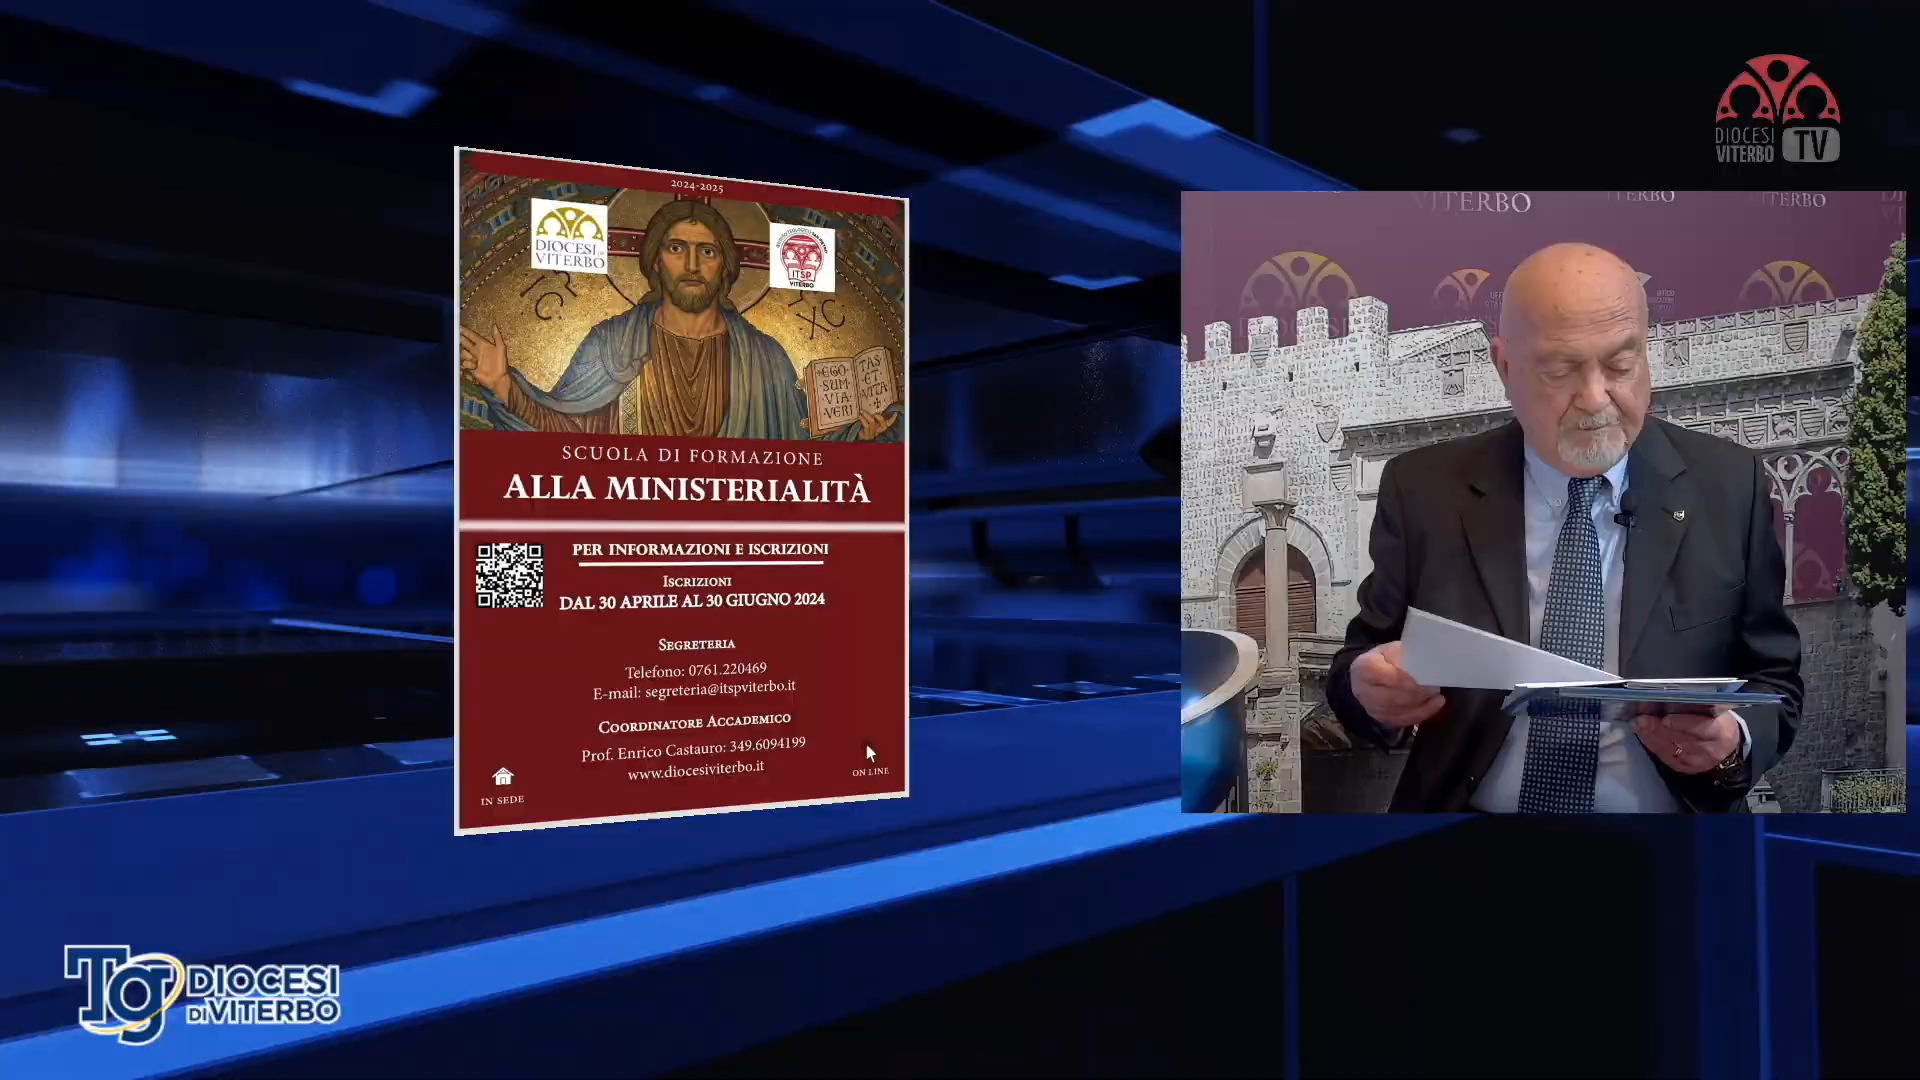 2024-2025
DIOCESI DI
VITERBO
ITSP
VITERBO
EGO
SUM
VIA
VERI
TAS
ET
VITA
SCUOLA DI FORMAZIONE
ALLA MINISTERIALITÀ
PER INFORMAZIONI E ISCRIZIONI
ISCRIZIONI
DAL 30 APRILE AL 30 GIUGNO 2024
SEGRETERIA
Telefono: 0761.220469
E-mail: segreteria@itspviterbo.it
COORDINATORE ACCADEMICO
Prof. Enrico Castauro: 349.6094199
www.diocesiviterbo.it
IN SEDE
ON LINE
DIOCESI
VITERBO TV
VITERBO
VITERBO
VITERBO
Tg DIOCESI
DI VITERBO